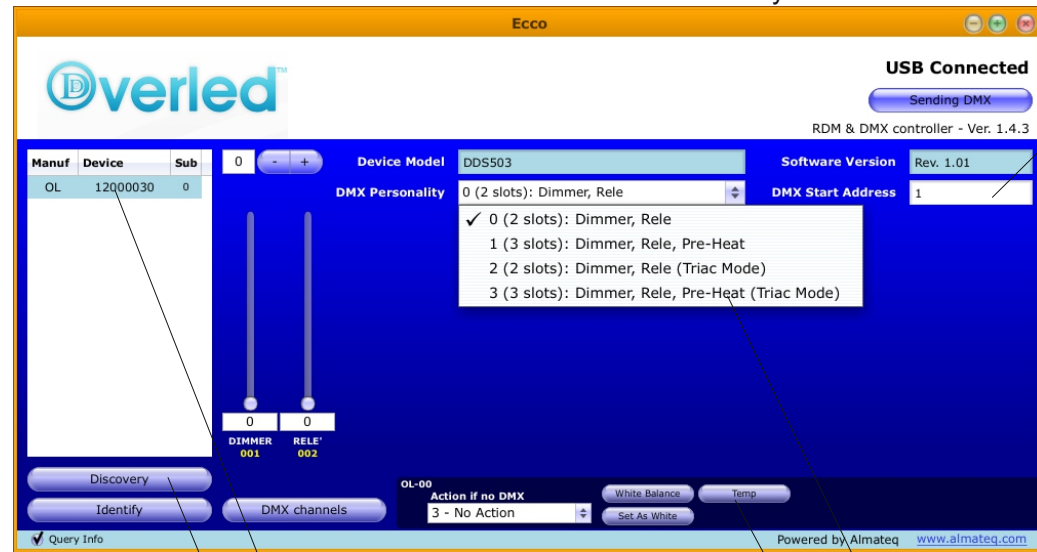 Ecco
Dverled™
USB Connected
Sending DMX
RDM & DMX controller - Ver. 1.4.3
Manuf Device Sub
OL 12000030 0
0 - +
Device Model DDS503
Software Version Rev. 1.01
DMX Personality 0 (2 slots): Dimmer, Rele
DMX Start Address 1
✓ 0 (2 slots): Dimmer, Rele
1 (3 slots): Dimmer, Rele, Pre-Heat
2 (2 slots): Dimmer, Rele (Triac Mode)
3 (3 slots): Dimmer, Rele, Pre-Heat (Triac Mode)
0 0
DIMMER RELE'
001 002
Discovery
Identify
DMX channels
OL-00
Action if no DMX
3 - No Action
White Balance
Temp
Set As White
Query Info
Powered by Almateq www.almateq.com